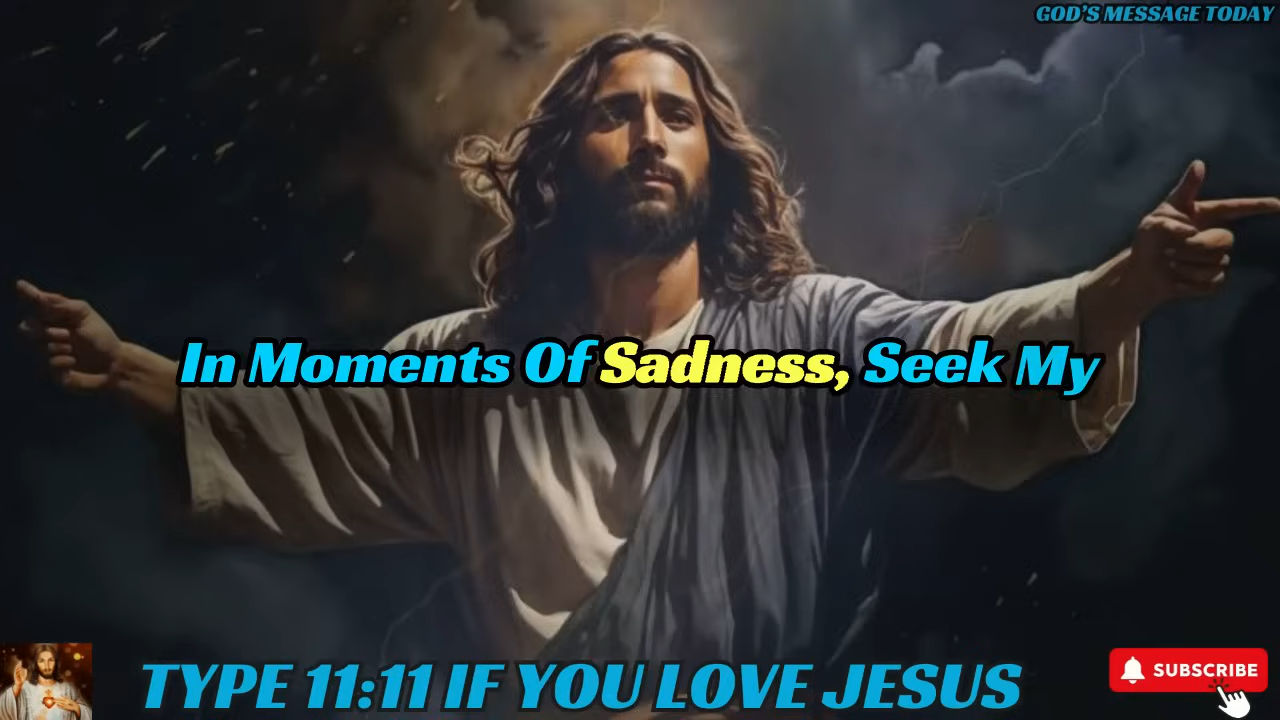 GOD'S MESSAGE TODAY
In Moments Of Sadness, Seek My
TYPE 11:11 IF YOU LOVE JESUS
SUBSCRIBE